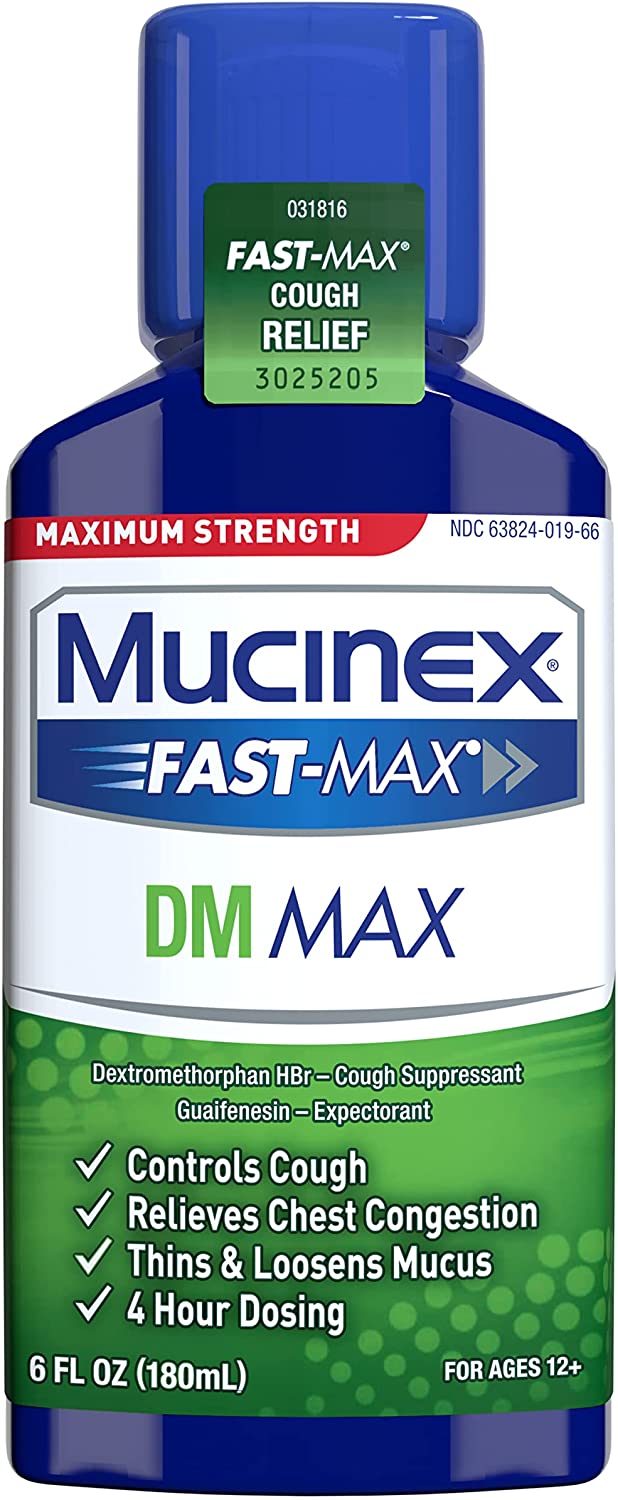 031816
FAST-MAX®
COUGH
RELIEF
3025205
MAXIMUM STRENGTH
NDC 63824-019-66
Mucinex®
FAST-MAX®
DM MAX
Dextromethorphan HBr – Cough Suppressant
Guaifenesin – Expectorant
✓ Controls Cough
✓ Relieves Chest Congestion
✓ Thins & Loosens Mucus
✓ 4 Hour Dosing
6 FL OZ (180mL)
FOR AGES 12+